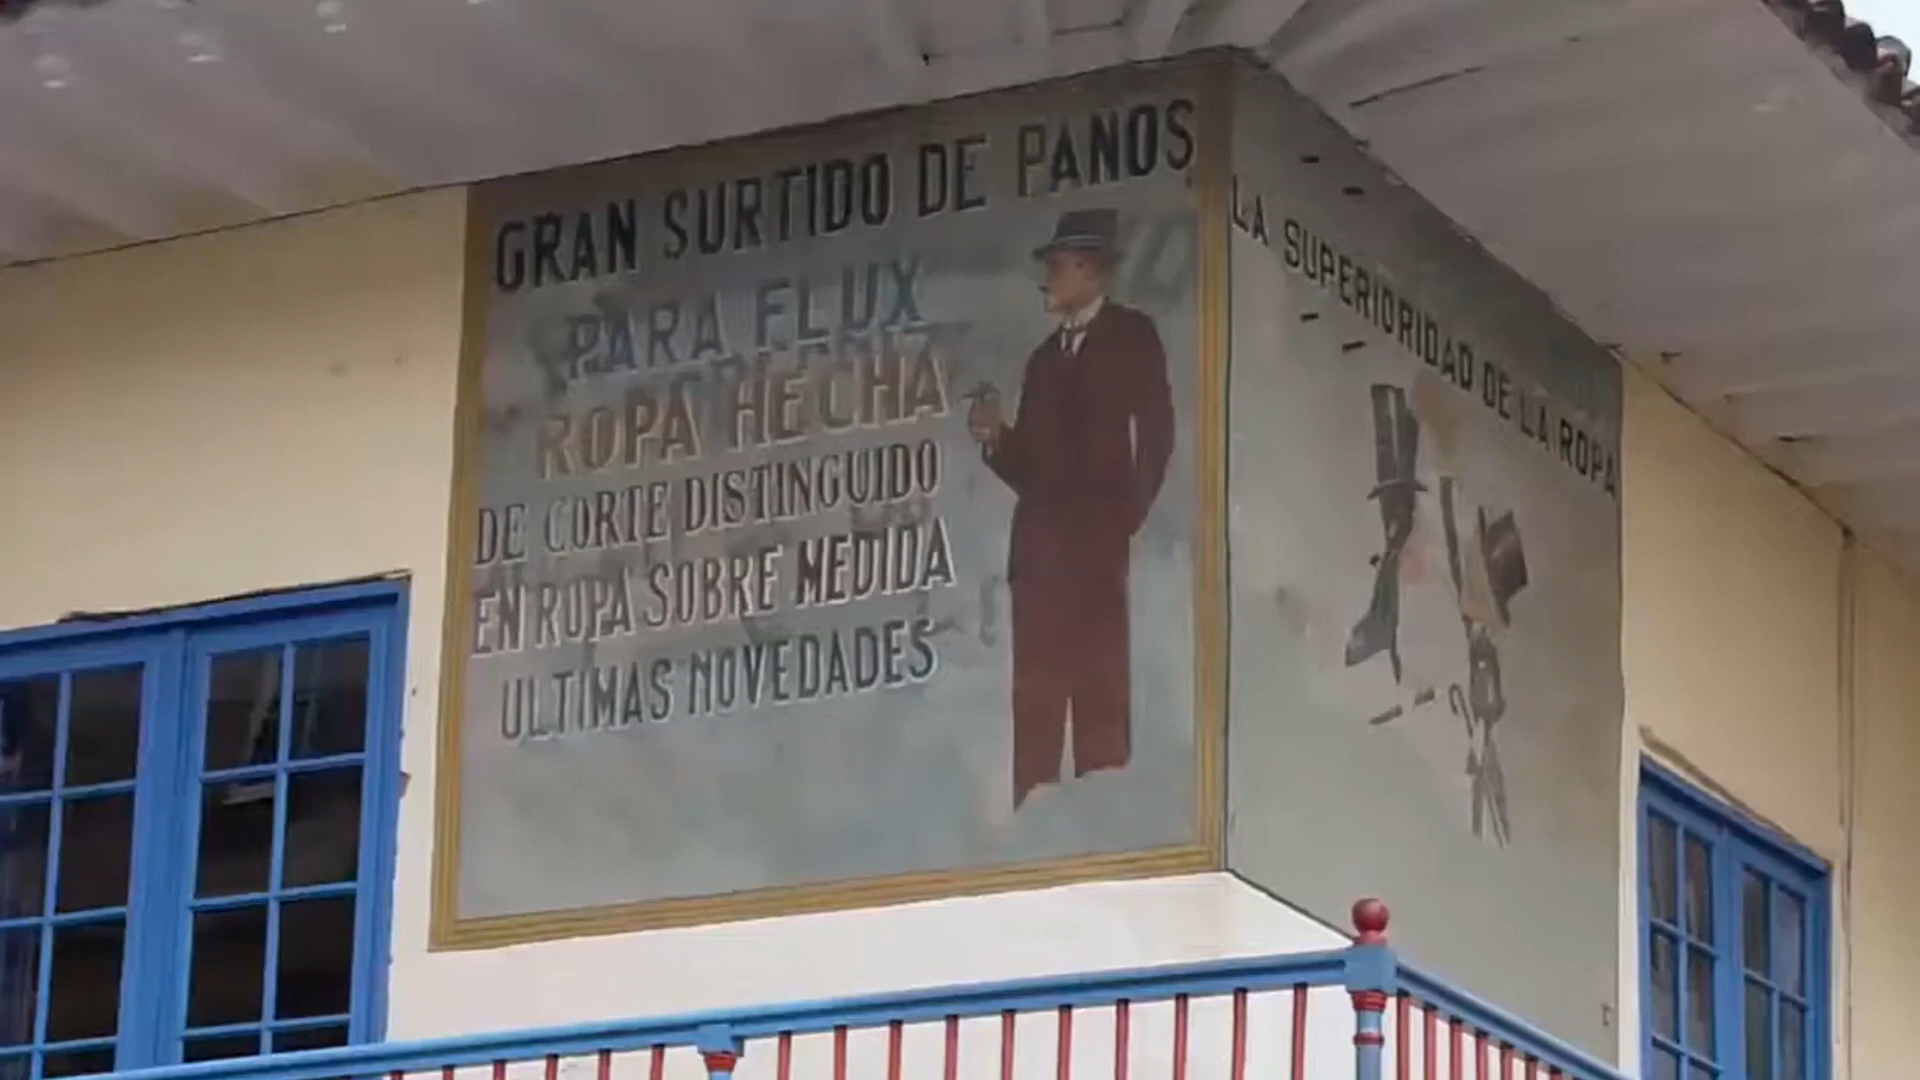 GRAN SURTIDO DE PANOS
PARA FLUX
ROPA HECHA
DE CORTE DISTINGUIDO
EN ROPA SOBRE MEDIDA
ULTIMAS NOVEDADES
LA SUPERIORIDAD DE LA ROPA